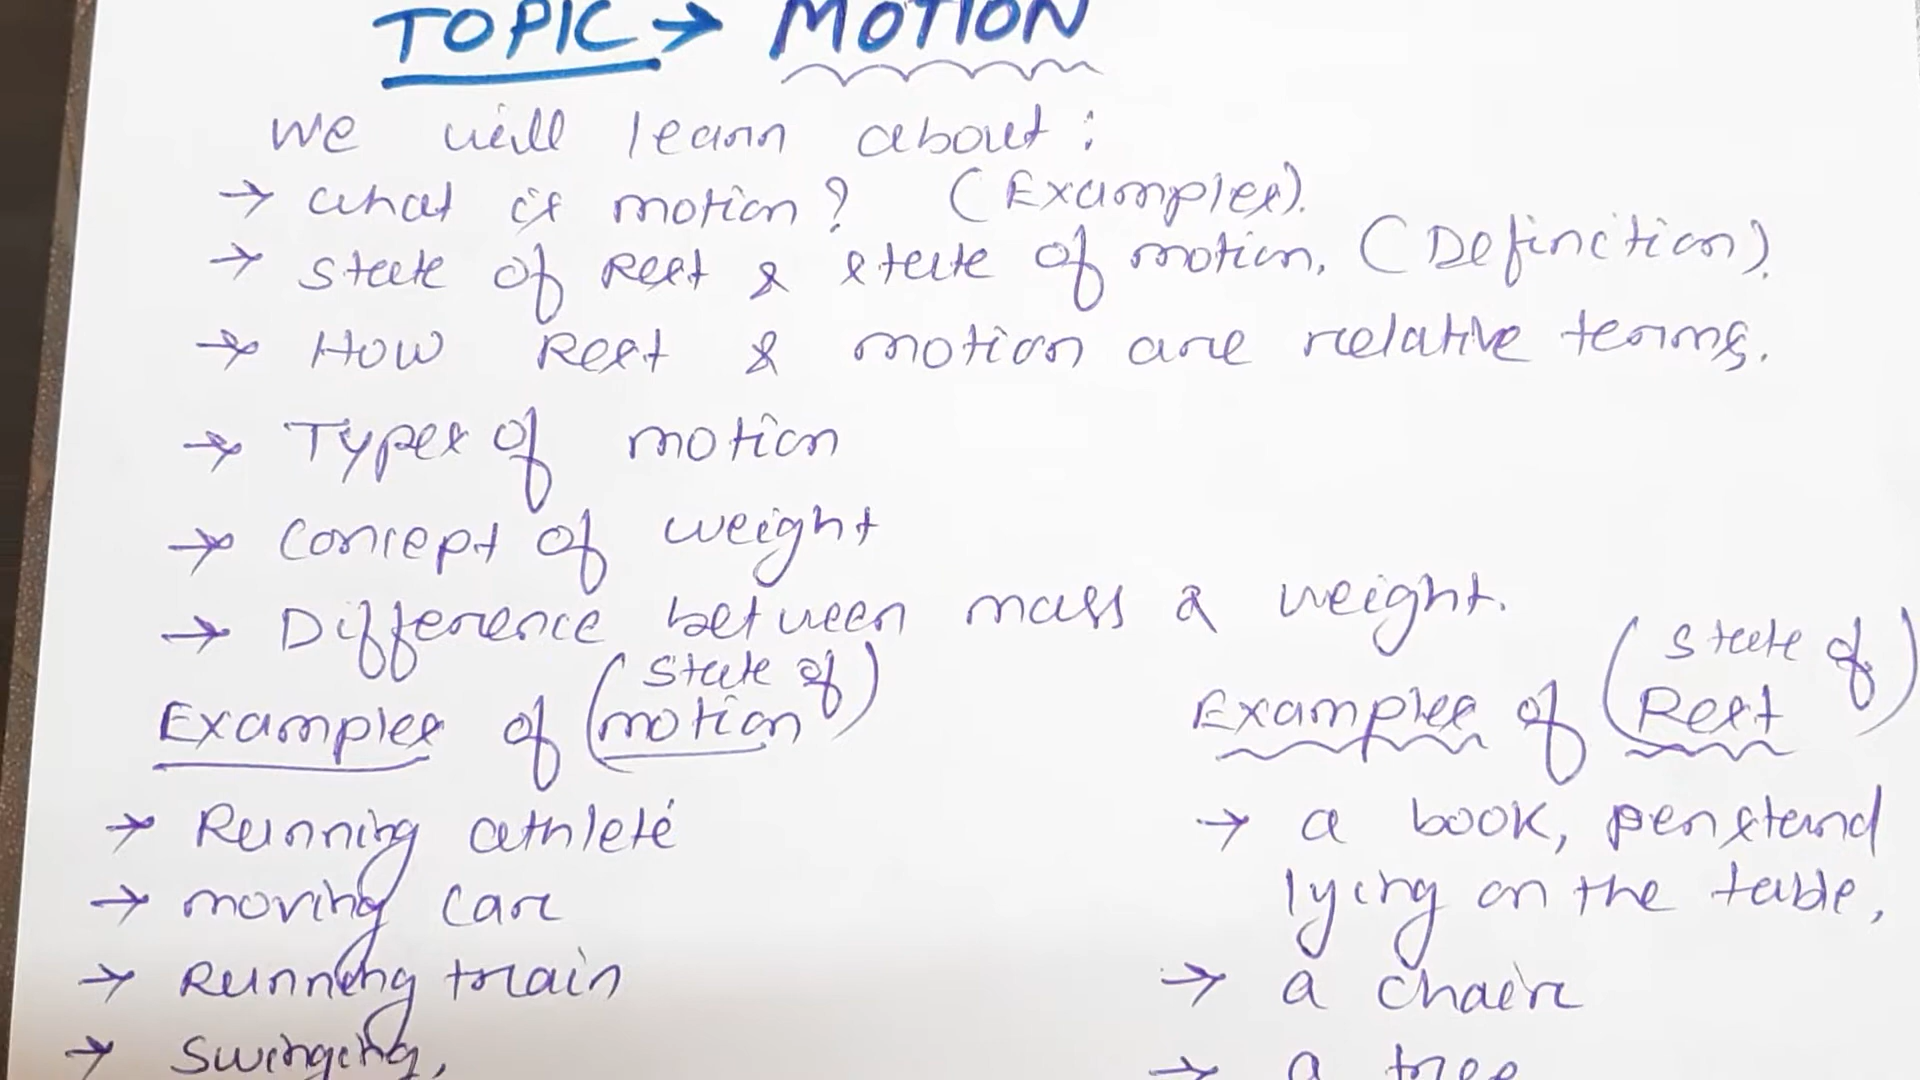 TOPIC → MOTION
We will learn about :
→ What is motion? (Examples).
→ State of Rest & state of motion. (Definition).
→ How Rest & motion are relative terms.
→ Types of motion
→ Concept of weight
→ Difference between mass & weight.
Examples of (State of motion)
→ Running athlete
→ moving car
→ Running train
→ Swinging,
Examples of (State of Rest)
→ a book, penstand
lying on the table,
→ a chair
→ a tree